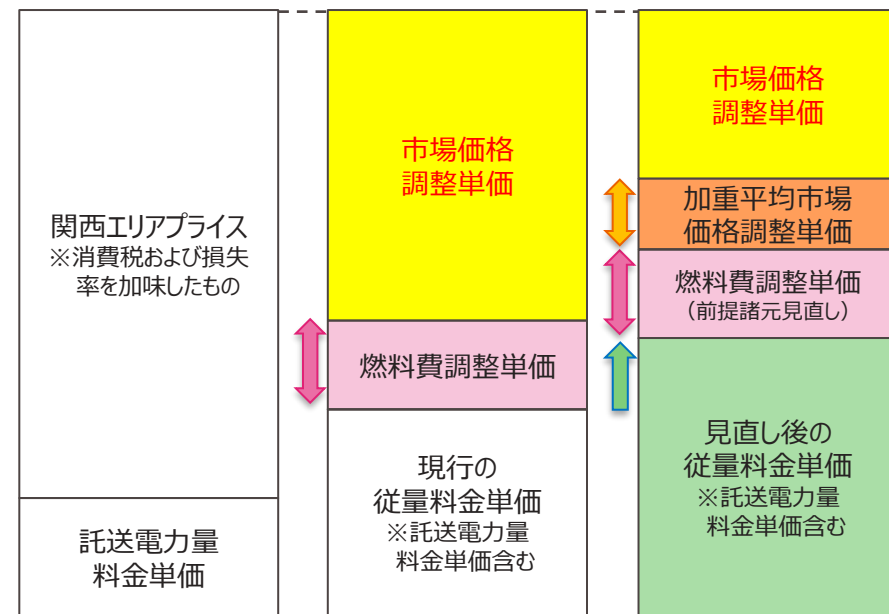 関西エリアプライス
※消費税および損失
率を加味したもの
託送電力量
料金単価
市場価格
調整単価
燃料費調整単価
現行の
従量料金単価
※託送電力量
料金単価含む
市場価格
調整単価
加重平均市場
価格調整単価
燃料費調整単価
（前提諸元見直し）
見直し後の
従量料金単価
※託送電力量
料金単価含む